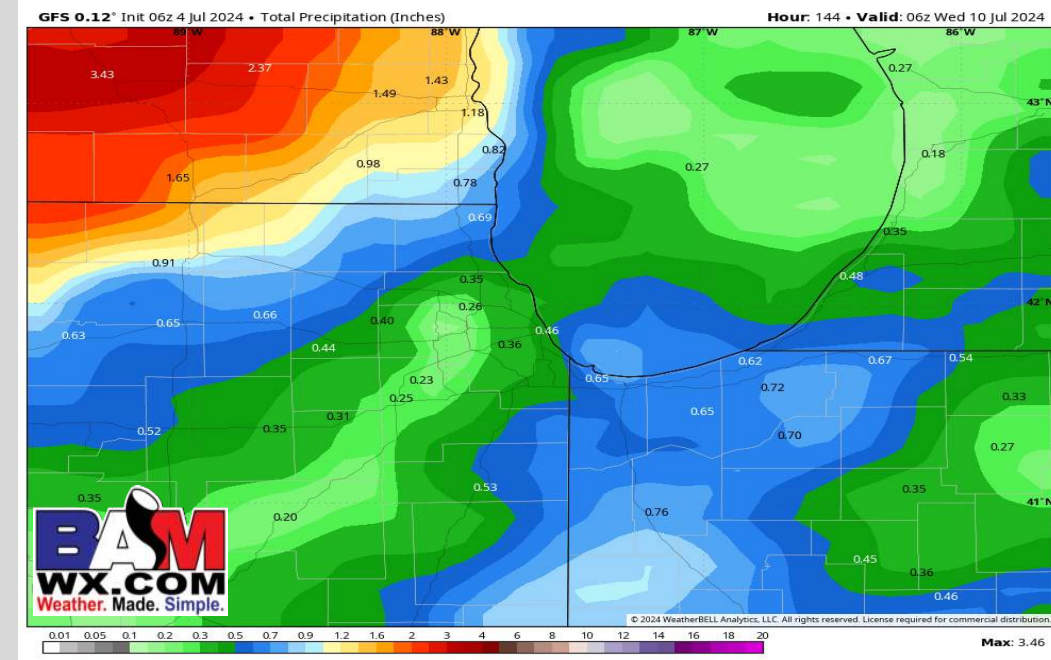 GFS 0.12° Init 06z 4 Jul 2024 • Total Precipitation (Inches)
Hour: 144 • Valid: 06z Wed 10 Jul 2024
89°W 88°W 87°W 86°W
3.43 2.37 1.43 0.27
1.49
43°N
1.18
0.82
0.98 0.27 0.18
1.65 0.78
0.69
0.35
0.91
0.35 0.48
0.26 42°N
0.63 0.65 0.66 0.40 0.46
0.44 0.36
0.62 0.67 0.54
0.23 0.65 0.72
0.25 0.33
0.31 0.65
0.52 0.35 0.70 0.27
0.53 0.35
0.35 41°N
0.20 0.76
0.45 0.36
0.46
BAM
WX.COM
Weather. Made. Simple.
© 2024 WeatherBELL Analytics, LLC. All rights reserved. License required for commercial distribution.
0.01 0.05 0.1 0.2 0.3 0.5 0.7 0.9 1.2 1.6 2 3 4 6 8 10 12 14 16 18 20
Max: 3.46